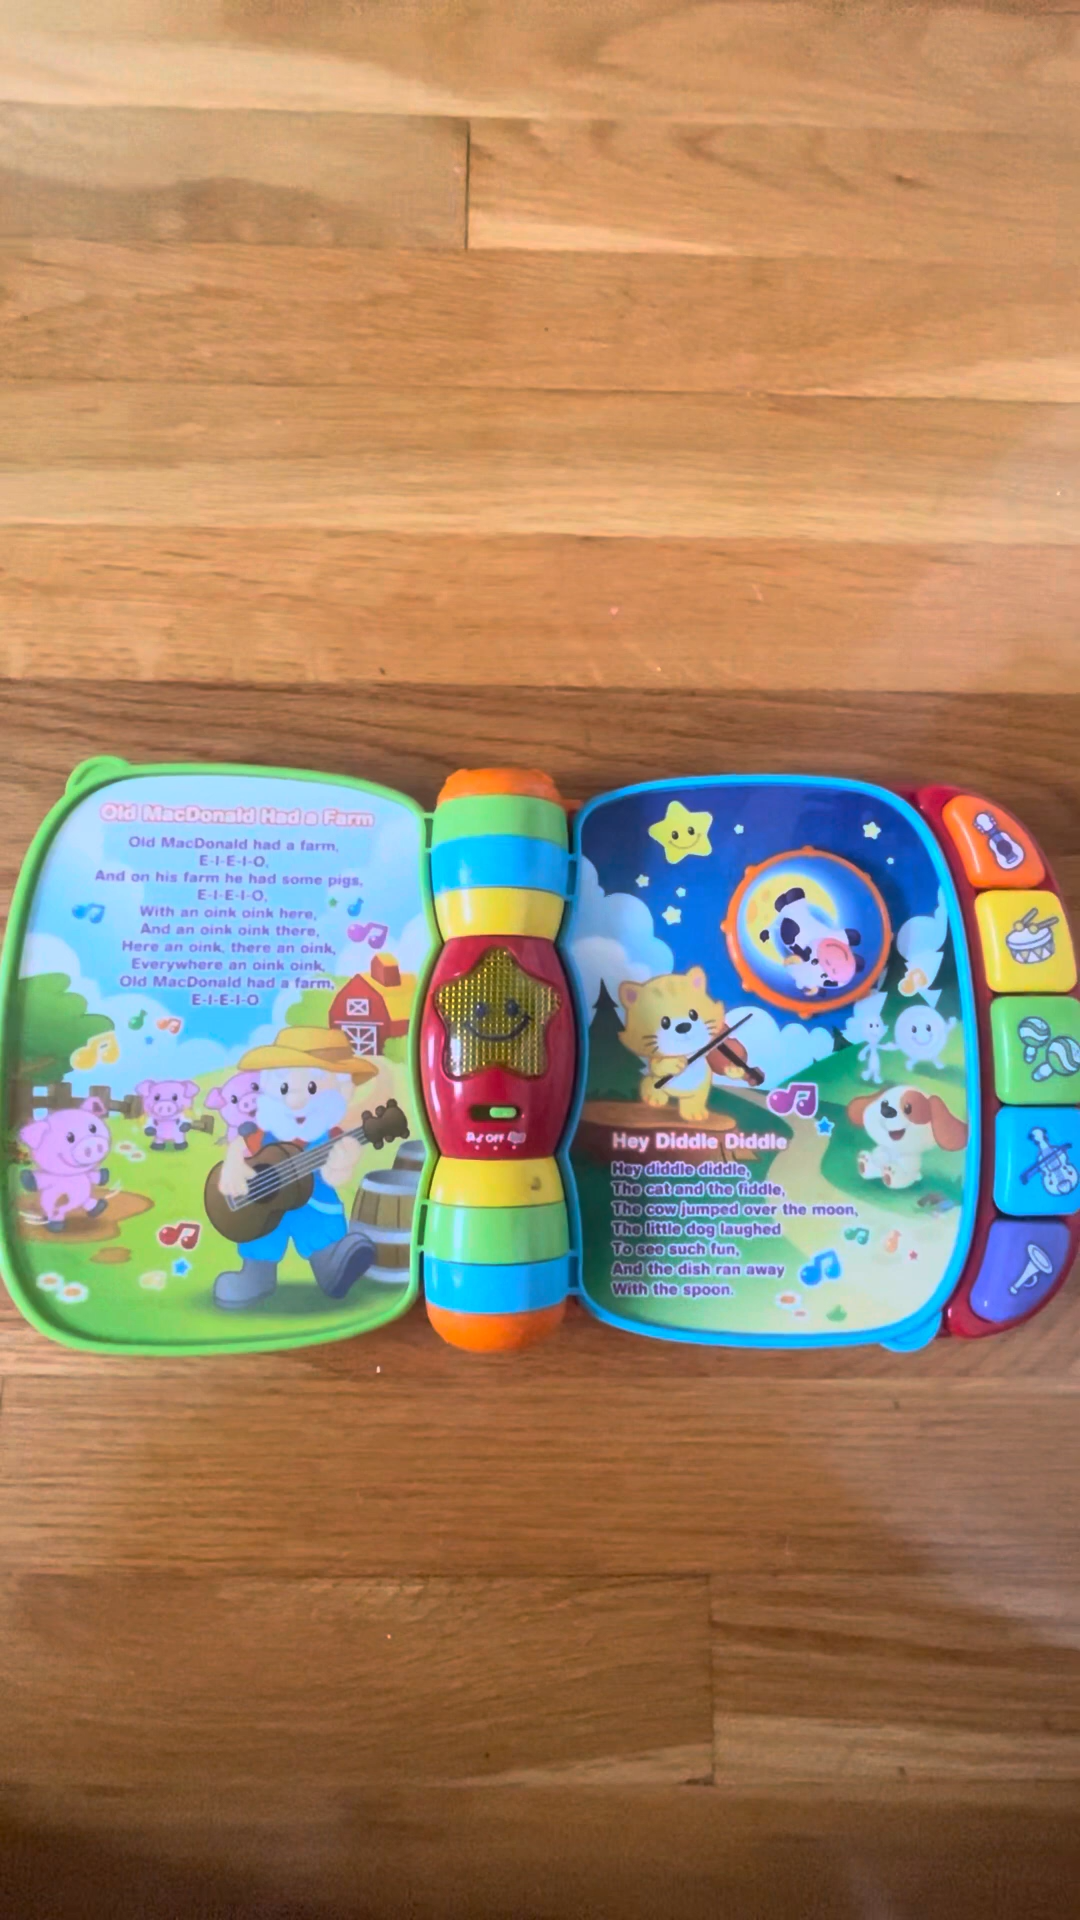 Old MacDonald Had a Farm
Old MacDonald had a farm,
E-I-E-I-O,
And on his farm he had some pigs,
E-I-E-I-O,
With an oink oink here,
And an oink oink there,
Here an oink, there an oink,
Everywhere an oink oink,
Old MacDonald had a farm,
E-I-E-I-O
OFF
Hey Diddle Diddle
Hey diddle diddle,
The cat and the fiddle,
The cow jumped over the moon,
The little dog laughed
To see such fun,
And the dish ran away
With the spoon.